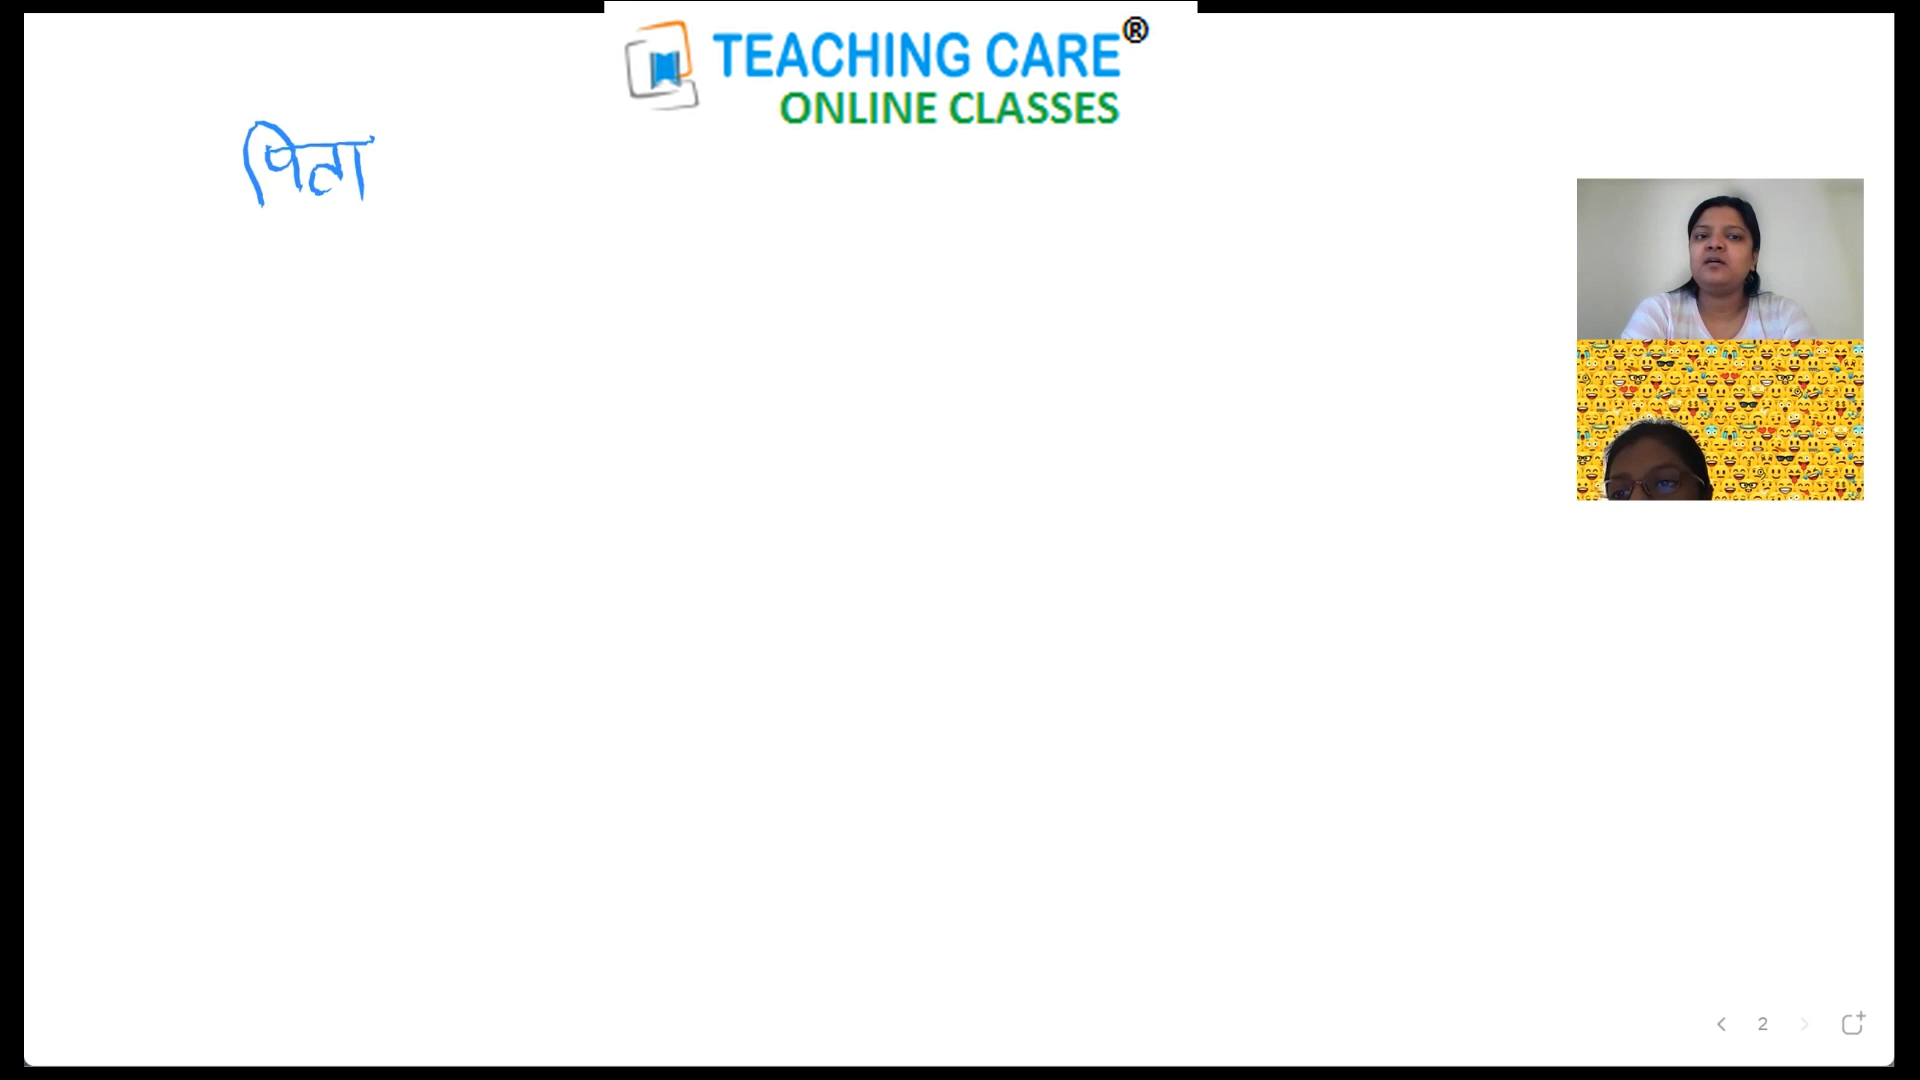 TEACHING CARE®
ONLINE CLASSES
पिता
2